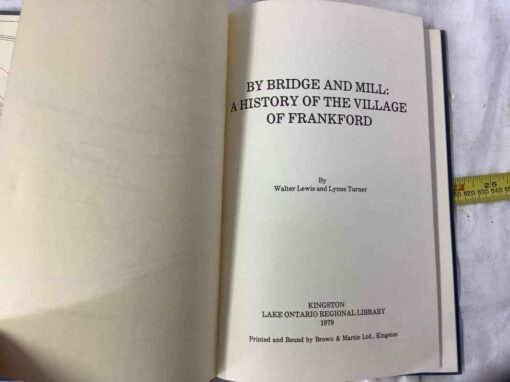 BY BRIDGE AND MILL:
A HISTORY OF THE VILLAGE
OF FRANKFORD
By
Walter Lewis and Lynne Turner
KINGSTON
LAKE ONTARIO REGIONAL LIBRARY
1979
Printed and Bound by Brown & Martin Ltd., Kingston
25